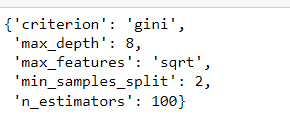 {'criterion': 'gini',
 'max_depth': 8,
 'max_features': 'sqrt',
 'min_samples_split': 2,
 'n_estimators': 100}